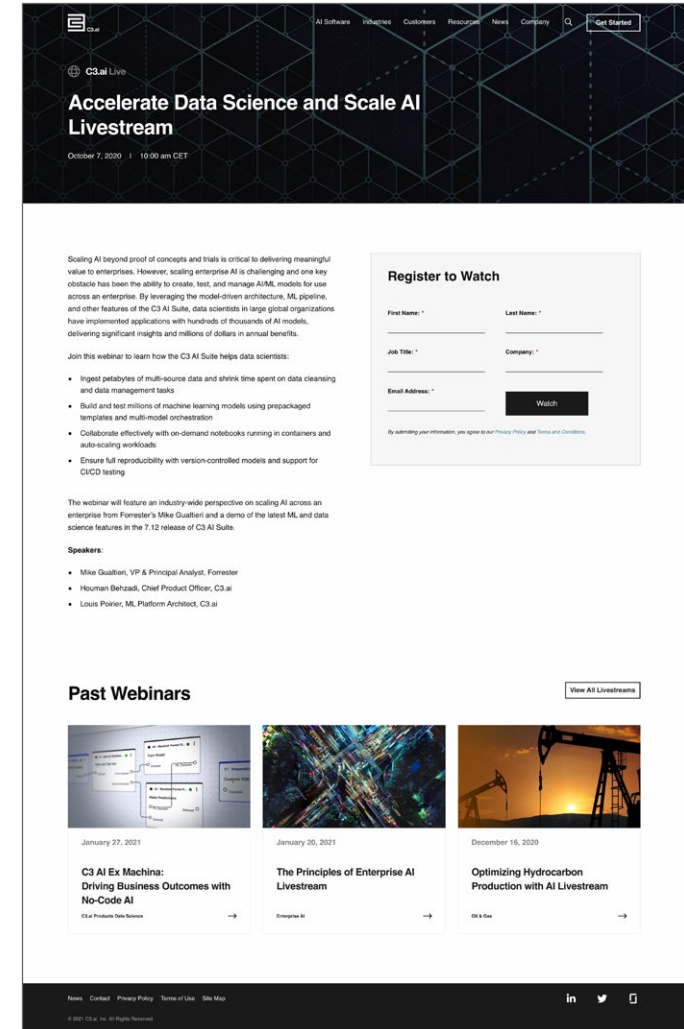 C3.ai
AI Software Industries Customers Resources News Company Get Started
C3.ai Live
Accelerate Data Science and Scale AI
Livestream
October 7, 2020 | 10:00 am CET
Scaling AI beyond proof of concepts and trials is critical to delivering meaningful
value to enterprises. However, scaling enterprise AI is challenging and one key
obstacle has been the ability to create, test, and manage AI/ML models for use
across an enterprise. By leveraging the model-driven architecture, ML pipeline,
and other features of the C3 AI Suite, data scientists in large global organizations
have implemented applications with hundreds of thousands of AI models,
delivering significant insights and millions of dollars in annual benefits.
Join this webinar to learn how the C3 AI Suite helps data scientists:
• Ingest petabytes of multi-source data and shrink time spent on data cleansing
and data management tasks
• Build and test millions of machine learning models using prepackaged
templates and multi-model orchestration
• Collaborate effectively with on-demand notebooks running in containers and
auto-scaling workloads
• Ensure full reproducibility with version-controlled models and support for
CI/CD testing
The webinar will feature an industry-wide perspective on scaling AI across an
enterprise from Forrester's Mike Gualtieri and a demo of the latest ML and data
science features in the 7.12 release of C3 AI Suite.
Speakers:
• Mike Gualtieri, VP & Principal Analyst, Forrester
• Houman Behzadi, Chief Product Officer, C3.ai
• Louis Poirier, ML Platform Architect, C3.ai
Register to Watch
First Name: * Last Name: *
Job Title: * Company: *
Email Address: *
Watch
By submitting your information, you agree to our Privacy Policy and Terms and Conditions.
Past Webinars
View All Livestreams
January 27, 2021
C3 AI Ex Machina:
Driving Business Outcomes with
No-Code AI
C3.ai Products Data Science
January 20, 2021
The Principles of Enterprise AI
Livestream
Enterprise AI
December 16, 2020
Optimizing Hydrocarbon
Production with AI Livestream
Oil & Gas
News Contact Privacy Policy Terms of Use Site Map
© 2021 C3.ai, Inc. All Rights Reserved.